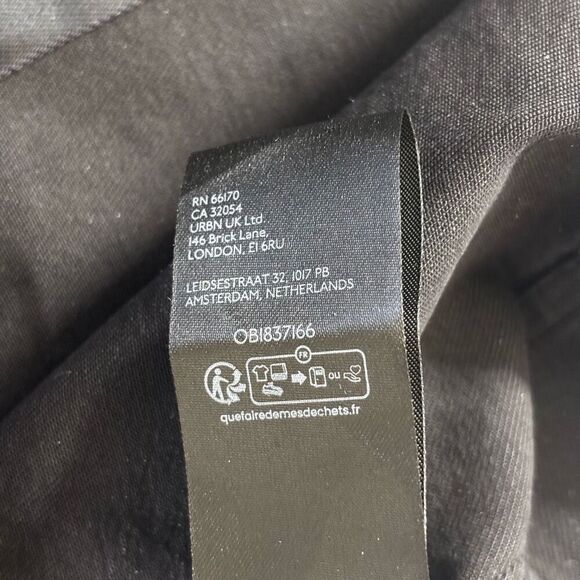 RN 66170
CA 32054
URBN UK Ltd.
146 Brick Lane,
LONDON, E1 6RU
LEIDSESTRAAT 32, 1017 PB
AMSTERDAM, NETHERLANDS
OB1837166
FR
ou
quefairedemesdechets.fr